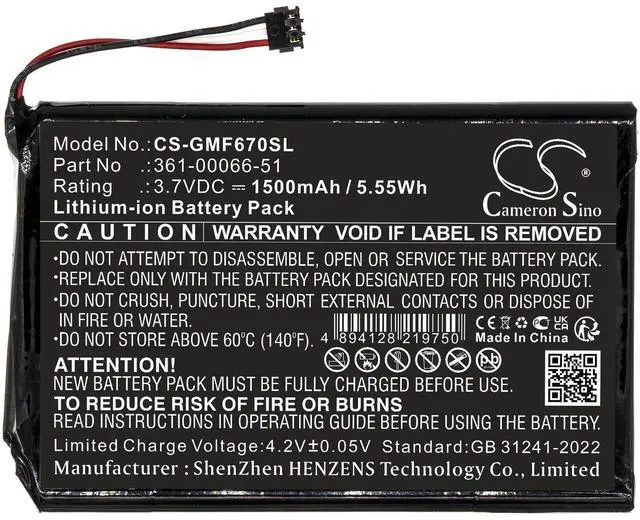 Model No.:CS-GMF670SL
Part No   :361-00066-51
Rating     :3.7VDC ⎓ 1500mAh / 5.55Wh
Lithium-ion Battery Pack
CS
Cameron Sino
CAUTION WARRANTY VOID IF LABEL IS REMOVED
•DO NOT ATTEMPT TO DISASSEMBLE, OPEN OR SERVICE THE BATTERY PACK.
•REPLACE ONLY WITH THE BATTERY PACK DESIGNATED FOR THIS PRODUCT.
•DO NOT CRUSH, PUNCTURE, SHORT EXTERNAL CONTACTS OR DISPOSE OF
IN FIRE OR WATER.
•DO NOT STORE ABOVE 60°C (140°F).
4 894128 219750
CE UK CA
Made In China
ATTENTION!
NEW BATTERY PACK MUST BE FULLY CHARGED BEFORE USE.
TO REDUCE RISK OF FIRE OR BURNS
READ INSTRUCTIONS BEFORE USING OR REPLACING THE BATTERY.
Limited Charge Voltage:4.2V±0.05V Standard:GB 31241-2022
Manufacturer : ShenZhen HENZENS Technology Co., Limited